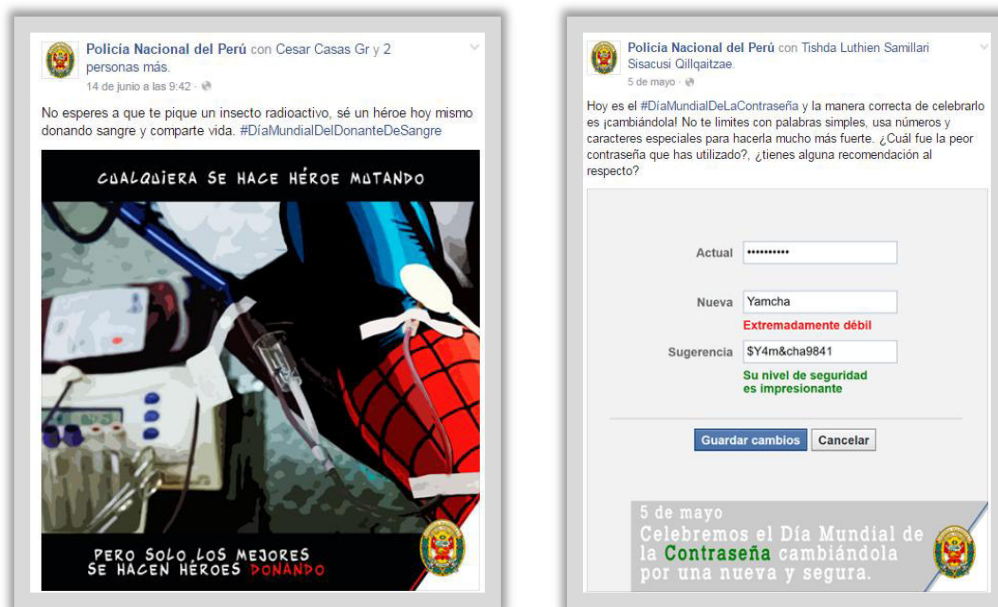 Policía Nacional del Perú con Cesar Casas Gr y 2
personas más.
14 de junio a las 9:42 ·
No esperes a que te pique un insecto radioactivo, sé un héroe hoy mismo
donando sangre y comparte vida. #DíaMundialDelDonanteDeSangre
CUALQUIERA SE HACE HÉROE MUTANDO
PERO SOLO LOS MEJORES
SE HACEN HÉROES DONANDO
Policía Nacional del Perú con Tishda Luthien Samillari
Sisacusi Qillqaitzae.
5 de mayo ·
Hoy es el #DíaMundialDeLaContraseña y la manera correcta de celebrarlo
es ¡cambiándola! No te limites con palabras simples, usa números y
caracteres especiales para hacerla mucho más fuerte. ¿Cuál fue la peor
contraseña que has utilizado?, ¿tienes alguna recomendación al
respecto?
Actual ••••••••••
Nueva Yamcha
Extremadamente débil
Sugerencia $Y4m&cha9841
Su nivel de seguridad
es impresionante
Guardar cambios Cancelar
5 de mayo
Celebremos el Día Mundial de
la Contraseña cambiándola
por una nueva y segura.